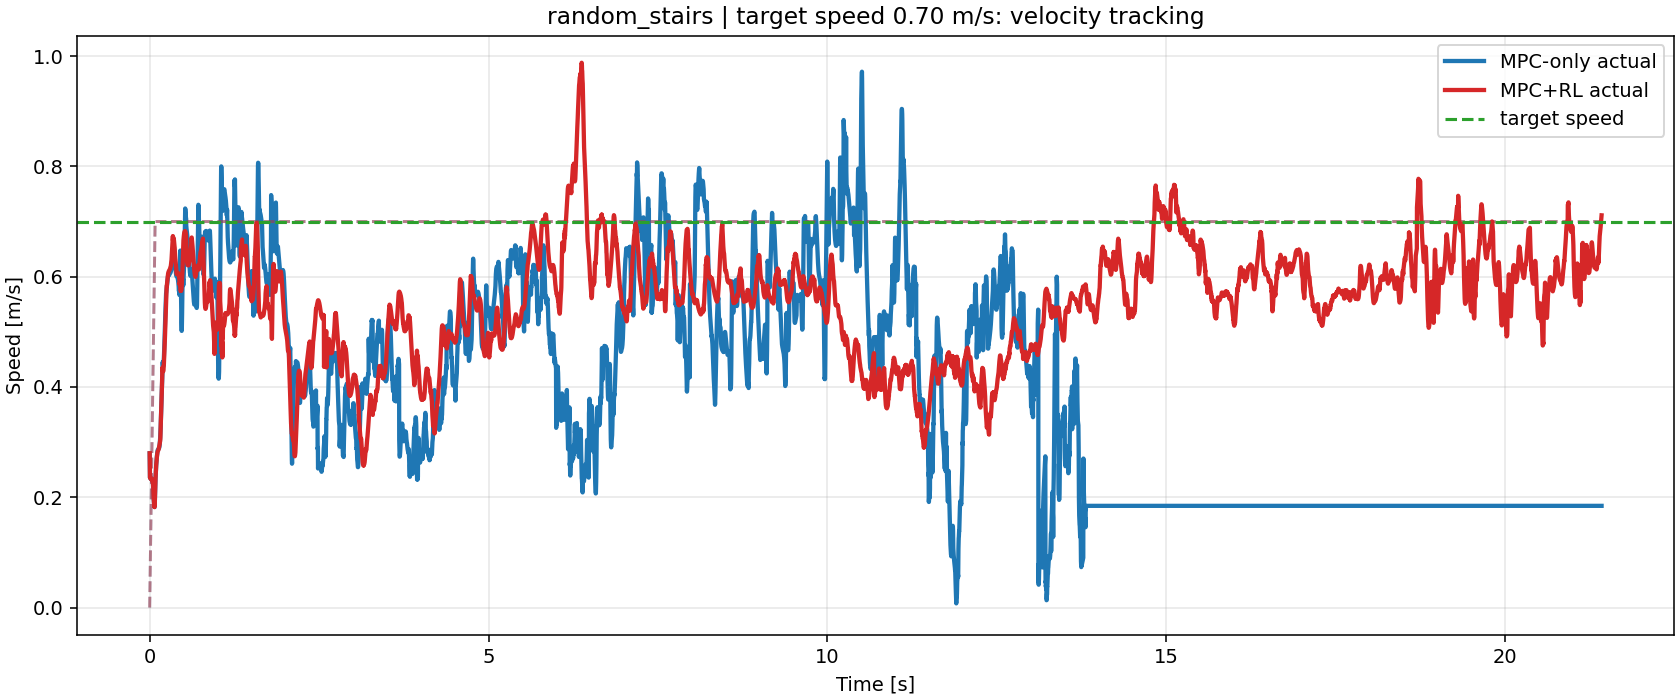 random_stairs | target speed 0.70 m/s: velocity tracking
MPC-only actual
MPC+RL actual
target speed
Speed [m/s]
1.0
0.8
0.6
0.4
0.2
0.0
0 5 10 15 20
Time [s]